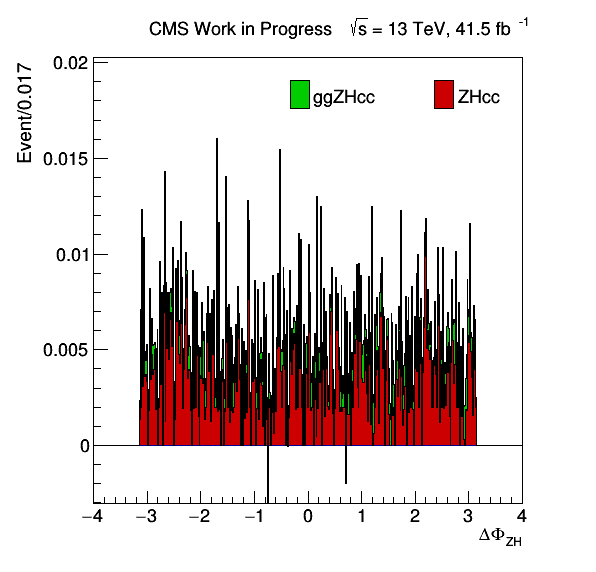 CMS Work in Progress √s = 13 TeV, 41.5 fb⁻¹
Event/0.017
ggZHcc ZHcc
0.02
0.015
0.01
0.005
0
−4 −3 −2 −1 0 1 2 3 4
ΔΦ_ZH